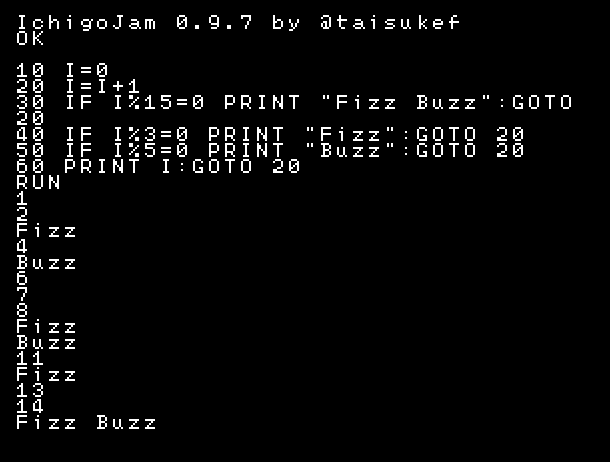 IchigoJam 0.9.7 by @taisukef
OK
10 I=0
20 I=I+1
30 IF I%15=0 PRINT "Fizz Buzz":GOTO
20
40 IF I%3=0 PRINT "Fizz":GOTO 20
50 IF I%5=0 PRINT "Buzz":GOTO 20
60 PRINT I:GOTO 20
RUN
1
2
Fizz
4
Buzz
6
7
8
Fizz
Buzz
11
Fizz
13
14
Fizz Buzz